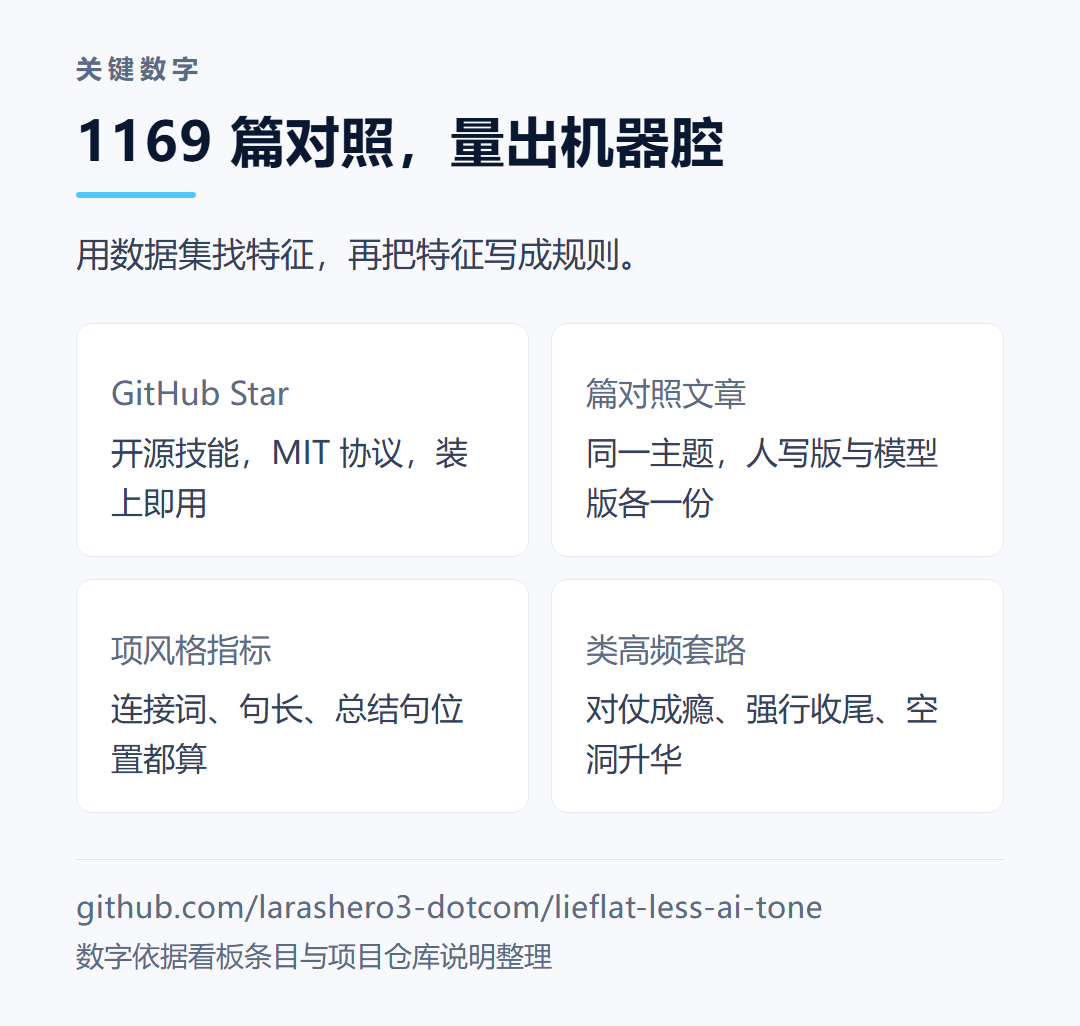 关键数字
1169 篇对照，量出机器腔
用数据集找特征，再把特征写成规则。
GitHub Star
开源技能，MIT 协议，装
上即用
篇对照文章
同一主题，人写版与模型
版各一份
项风格指标
连接词、句长、总结句位
置都算
类高频套路
对仗成瘾、强行收尾、空
洞升华
github.com/larashero3-dotcom/lieflat-less-ai-tone
数字依据看板条目与项目仓库说明整理